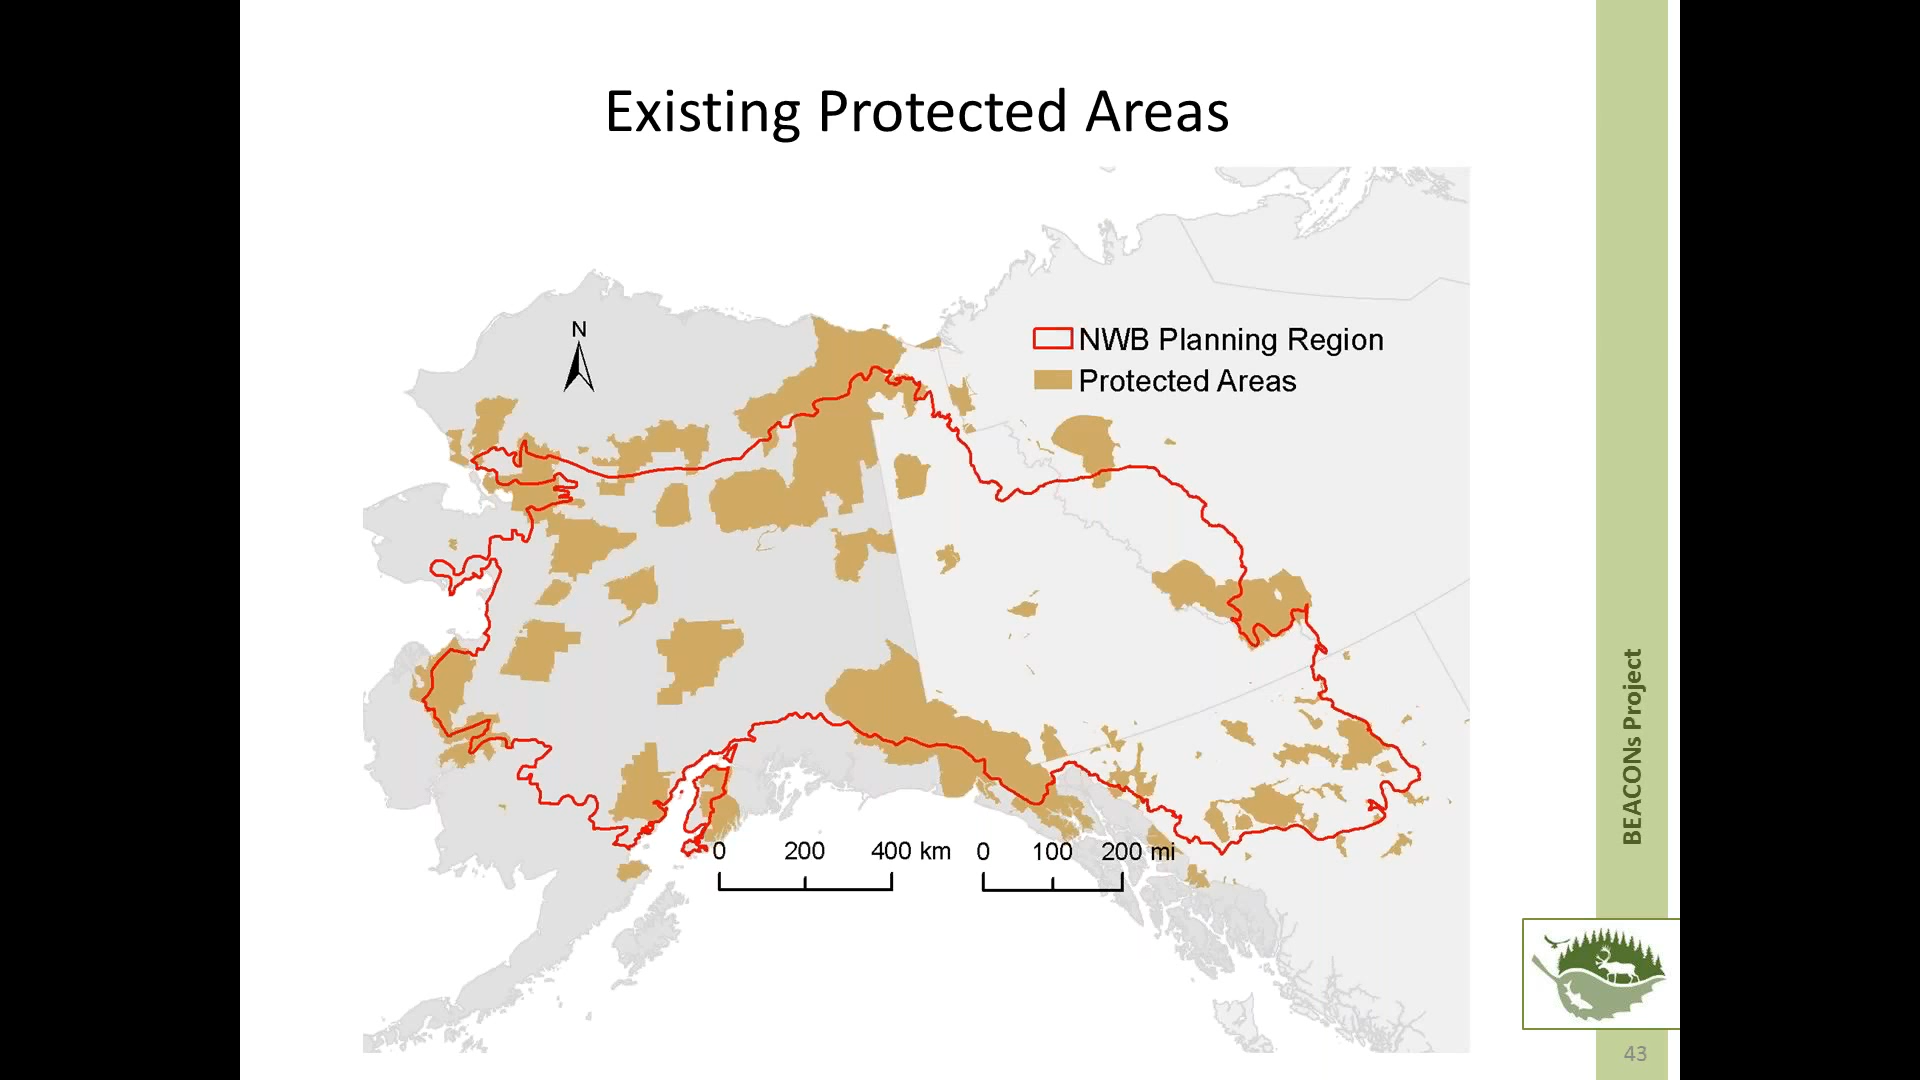 Existing Protected Areas
N
NWB Planning Region
Protected Areas
0 200 400 km 0 100 200 mi
BEACONs Project
43